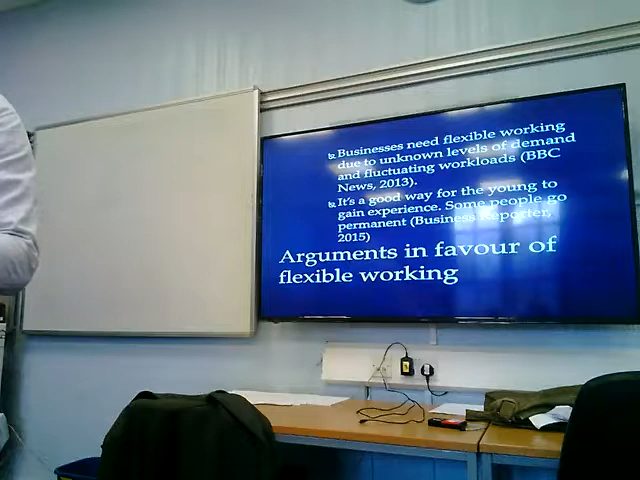 Businesses need flexible working
due to unknown levels of demand
and fluctuating workloads (BBC
News, 2013).
It's a good way for the young to
gain experience. Some people go
permanent (Business Reporter,
2015)
Arguments in favour of
flexible working